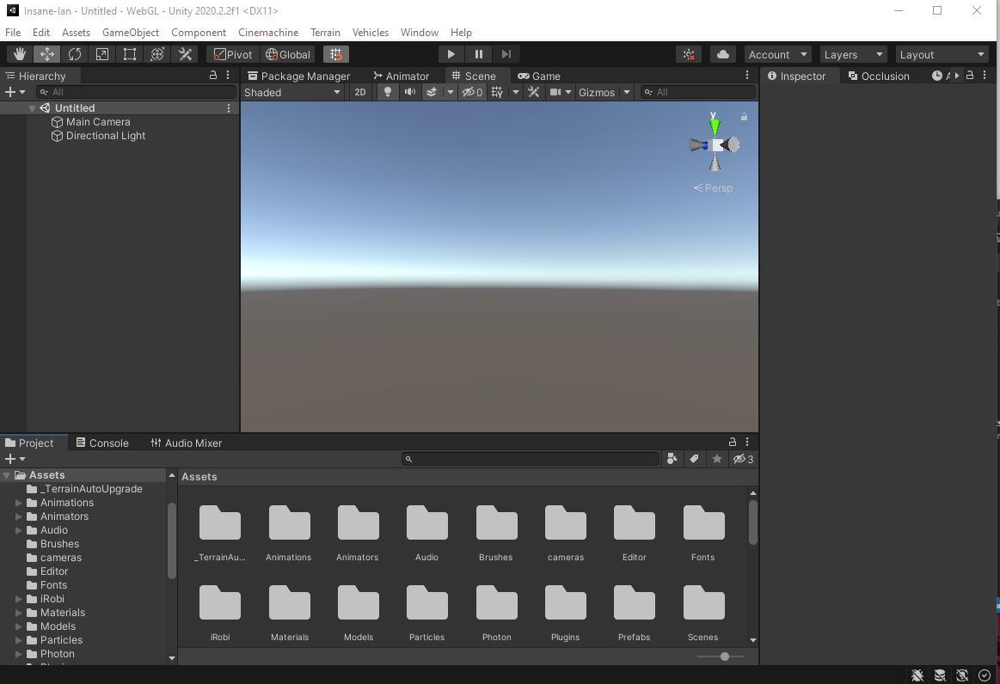 Insane-Ian - Untitled - WebGL - Unity 2020.2.2f1 <DX11>
File Edit Assets GameObject Component Cinemachine Terrain Vehicles Window Help
Pivot Global Account Layers Layout
Hierarchy Package Manager Animator Scene Game Inspector Occlusion
All Shaded 2D 0 Gizmos All
Untitled
Main Camera
Directional Light
y
Persp
Project Console Audio Mixer
3
Assets
_TerrainAutoUpgrade
Animations
Animators
Audio
Brushes
cameras
Editor
Fonts
iRobi
Materials
Models
Particles
Photon
Assets
_TerrainAu... Animations Animators Audio Brushes cameras Editor Fonts
iRobi Materials Models Particles Photon Plugins Prefabs Scenes